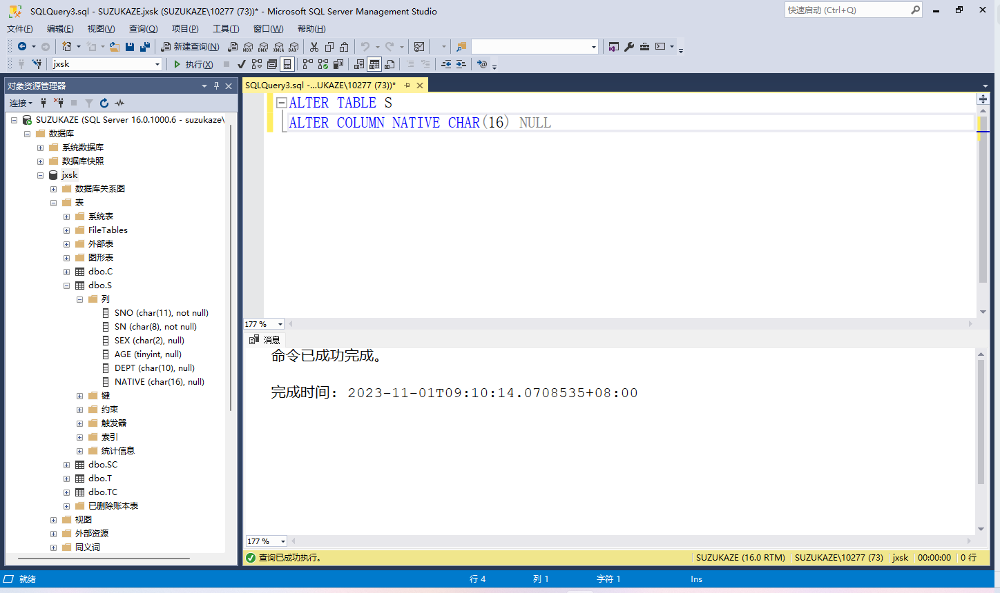 SQLQuery3.sql - SUZUKAZE.jxsk (SUZUKAZE\10277 (73))* - Microsoft SQL Server Management Studio
快速启动 (Ctrl+Q)
文件(F) 编辑(E) 视图(V) 查询(Q) 项目(P) 工具(T) 窗口(W) 帮助(H)
新建查询(N) MDX DMX XMLA DAX
jxsk 执行(X)
对象资源管理器
连接
SUZUKAZE (SQL Server 16.0.1000.6 - suzukaze\
数据库
系统数据库
数据库快照
jxsk
数据库关系图
表
系统表
FileTables
外部表
图形表
dbo.C
dbo.S
列
SNO (char(11), not null)
SN (char(8), not null)
SEX (char(2), null)
AGE (tinyint, null)
DEPT (char(10), null)
NATIVE (char(16), null)
键
约束
触发器
索引
统计信息
dbo.SC
dbo.T
dbo.TC
已删除账本表
视图
外部资源
同义词
SQLQuery3.sql -...UKAZE\10277 (73))*
ALTER TABLE S
ALTER COLUMN NATIVE CHAR(16) NULL
177 %
消息
命令已成功完成。
完成时间: 2023-11-01T09:10:14.0708535+08:00
177 %
查询已成功执行。 SUZUKAZE (16.0 RTM) SUZUKAZE\10277 (73) jxsk 00:00:00 0 行
就绪 行 4 列 1 字符 1 Ins